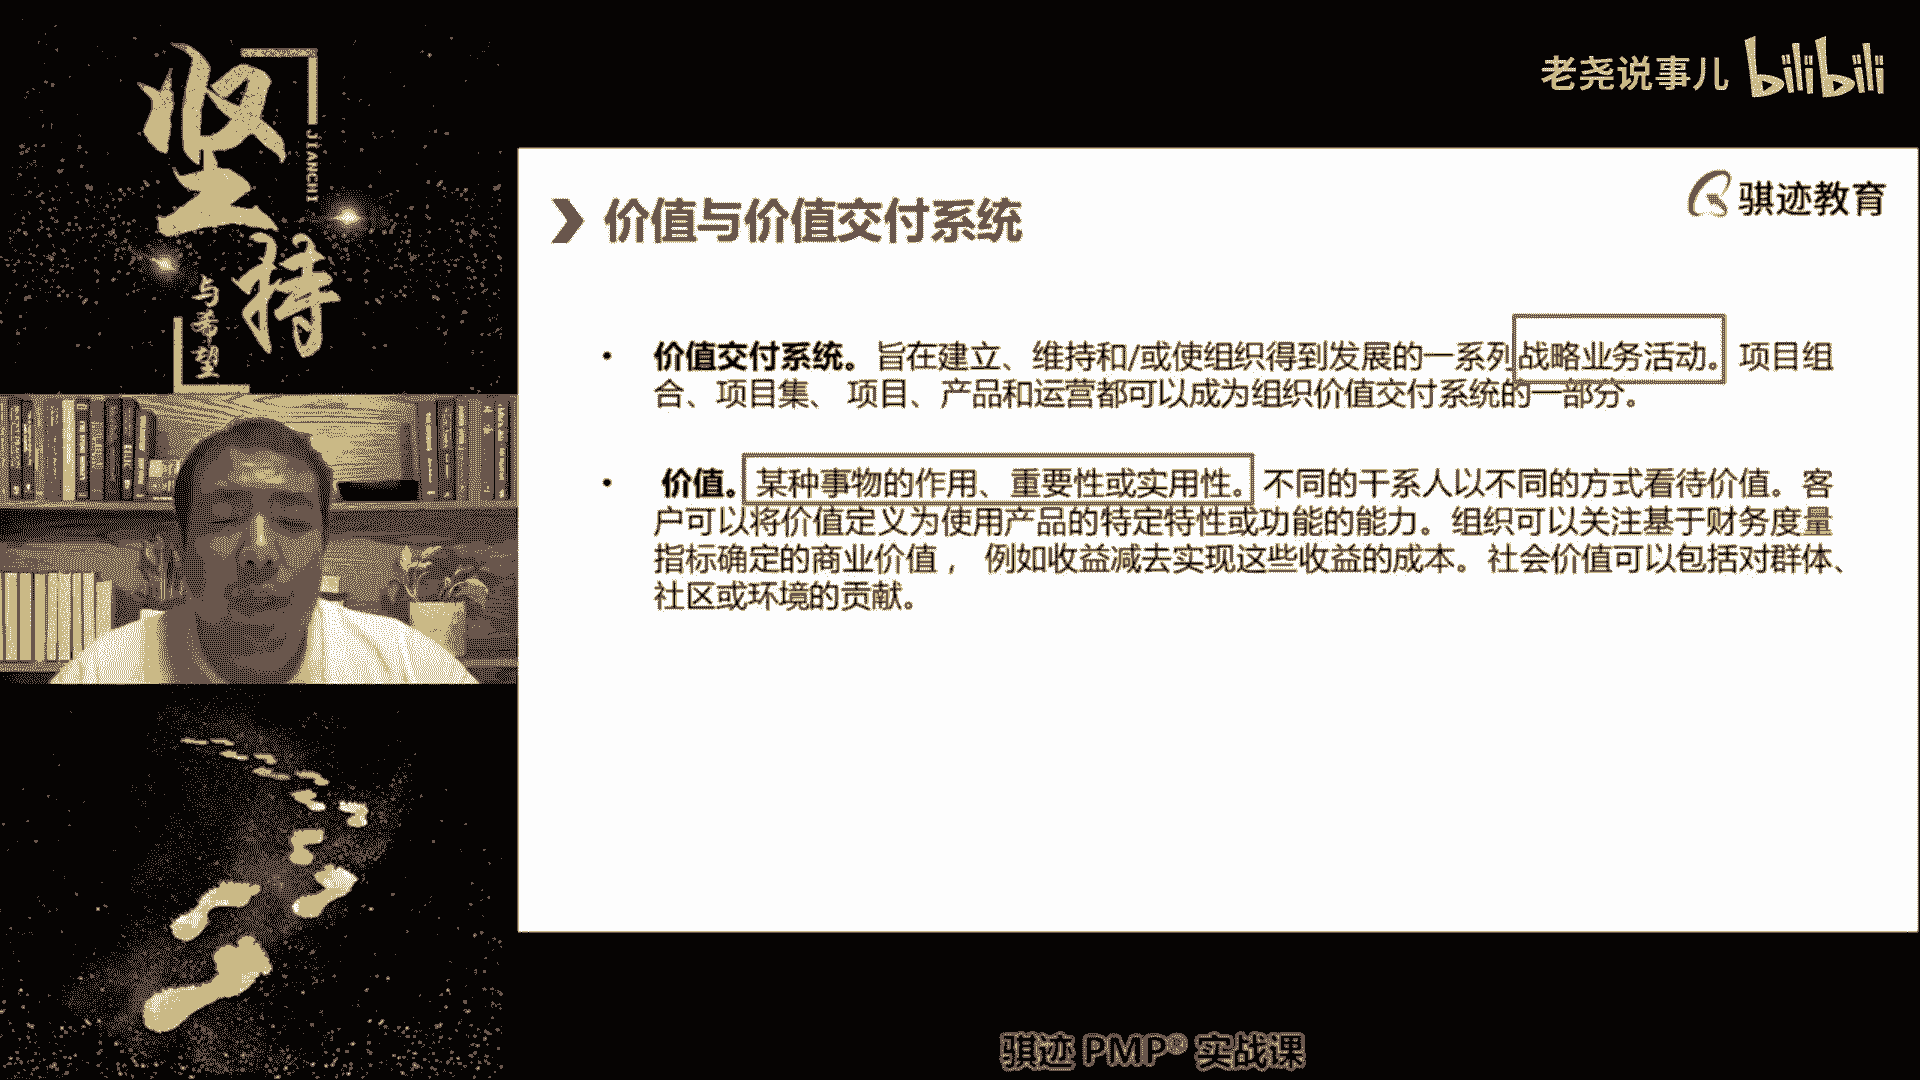 坚持
JIANCHI
与希望
老尧说事儿 bilibili
骐迹教育
价值与价值交付系统
• 价值交付系统。旨在建立、维持和/或使组织得到发展的一系列战略业务活动。项目组
合、项目集、 项目、产品和运营都可以成为组织价值交付系统的一部分。
• 价值。某种事物的作用、重要性或实用性。不同的干系人以不同的方式看待价值。客
户可以将价值定义为使用产品的特定特性或功能的能力。组织可以关注基于财务度量
指标确定的商业价值， 例如收益减去实现这些收益的成本。社会价值可以包括对群体、
社区或环境的贡献。
骐迹 PMP® 实战课